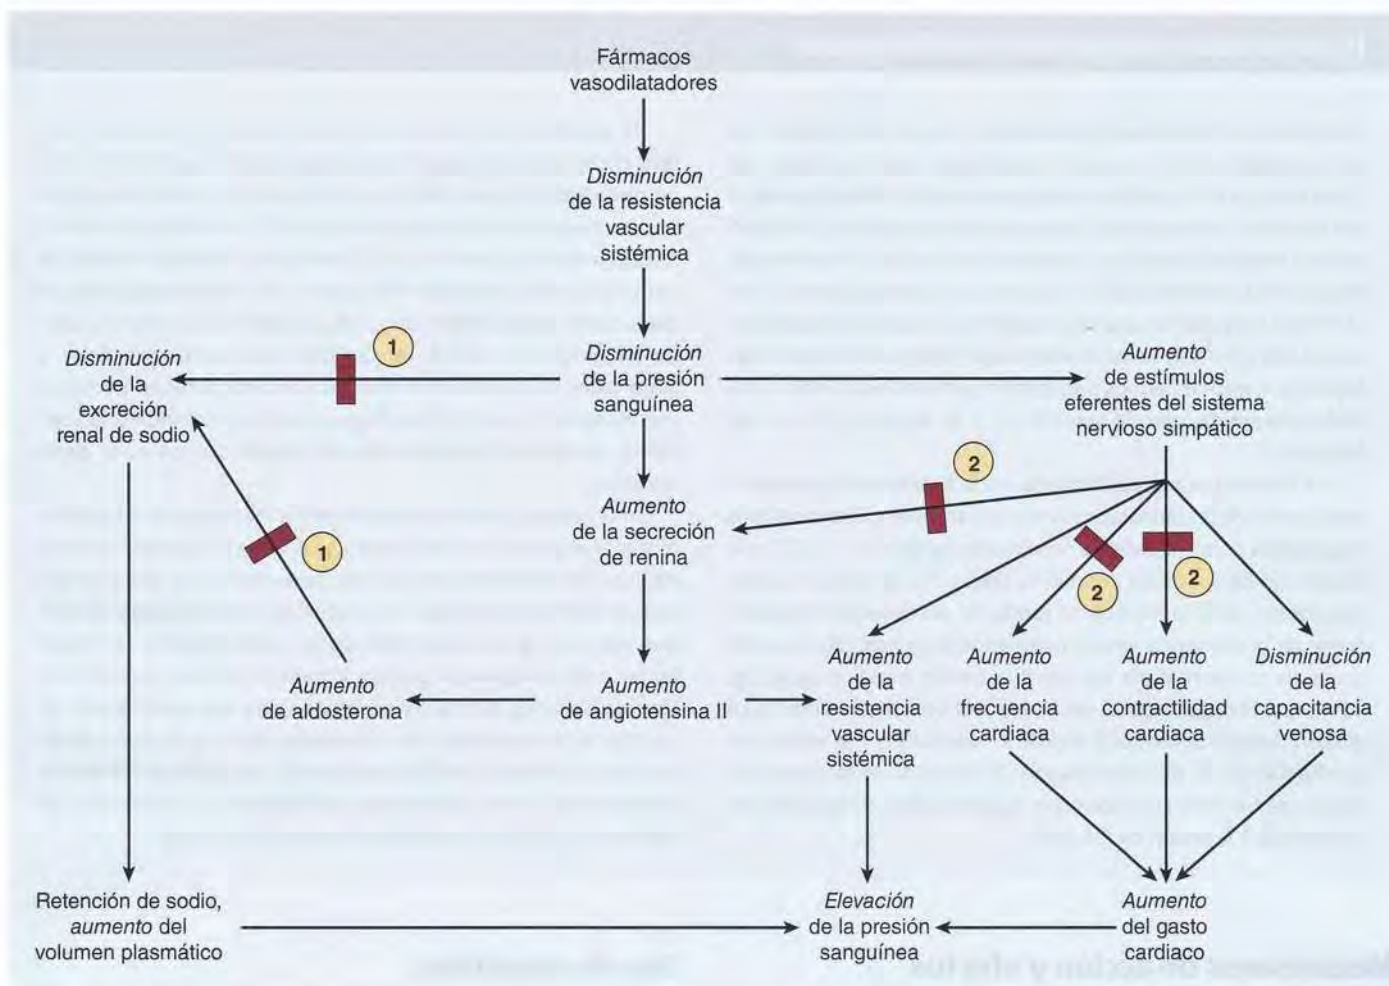 Fármacos
vasodilatadores
Disminución
de la resistencia
vascular
sistémica
Disminución
de la presión
sanguínea
1
Disminución
de la
excreción
renal de sodio
Aumento
de estímulos
eferentes del sistema
nervioso simpático
2
Aumento
de la secreción
de renina
1
2
2
Aumento
de aldosterona
Aumento
de angiotensina II
Aumento
de la
resistencia
vascular
sistémica
Aumento
de la
frecuencia
cardiaca
Aumento
de la
contractilidad
cardiaca
Disminución
de la
capacitancia
venosa
Retención de sodio,
aumento del
volumen plasmático
Elevación
de la presión
sanguínea
Aumento
del gasto
cardiaco